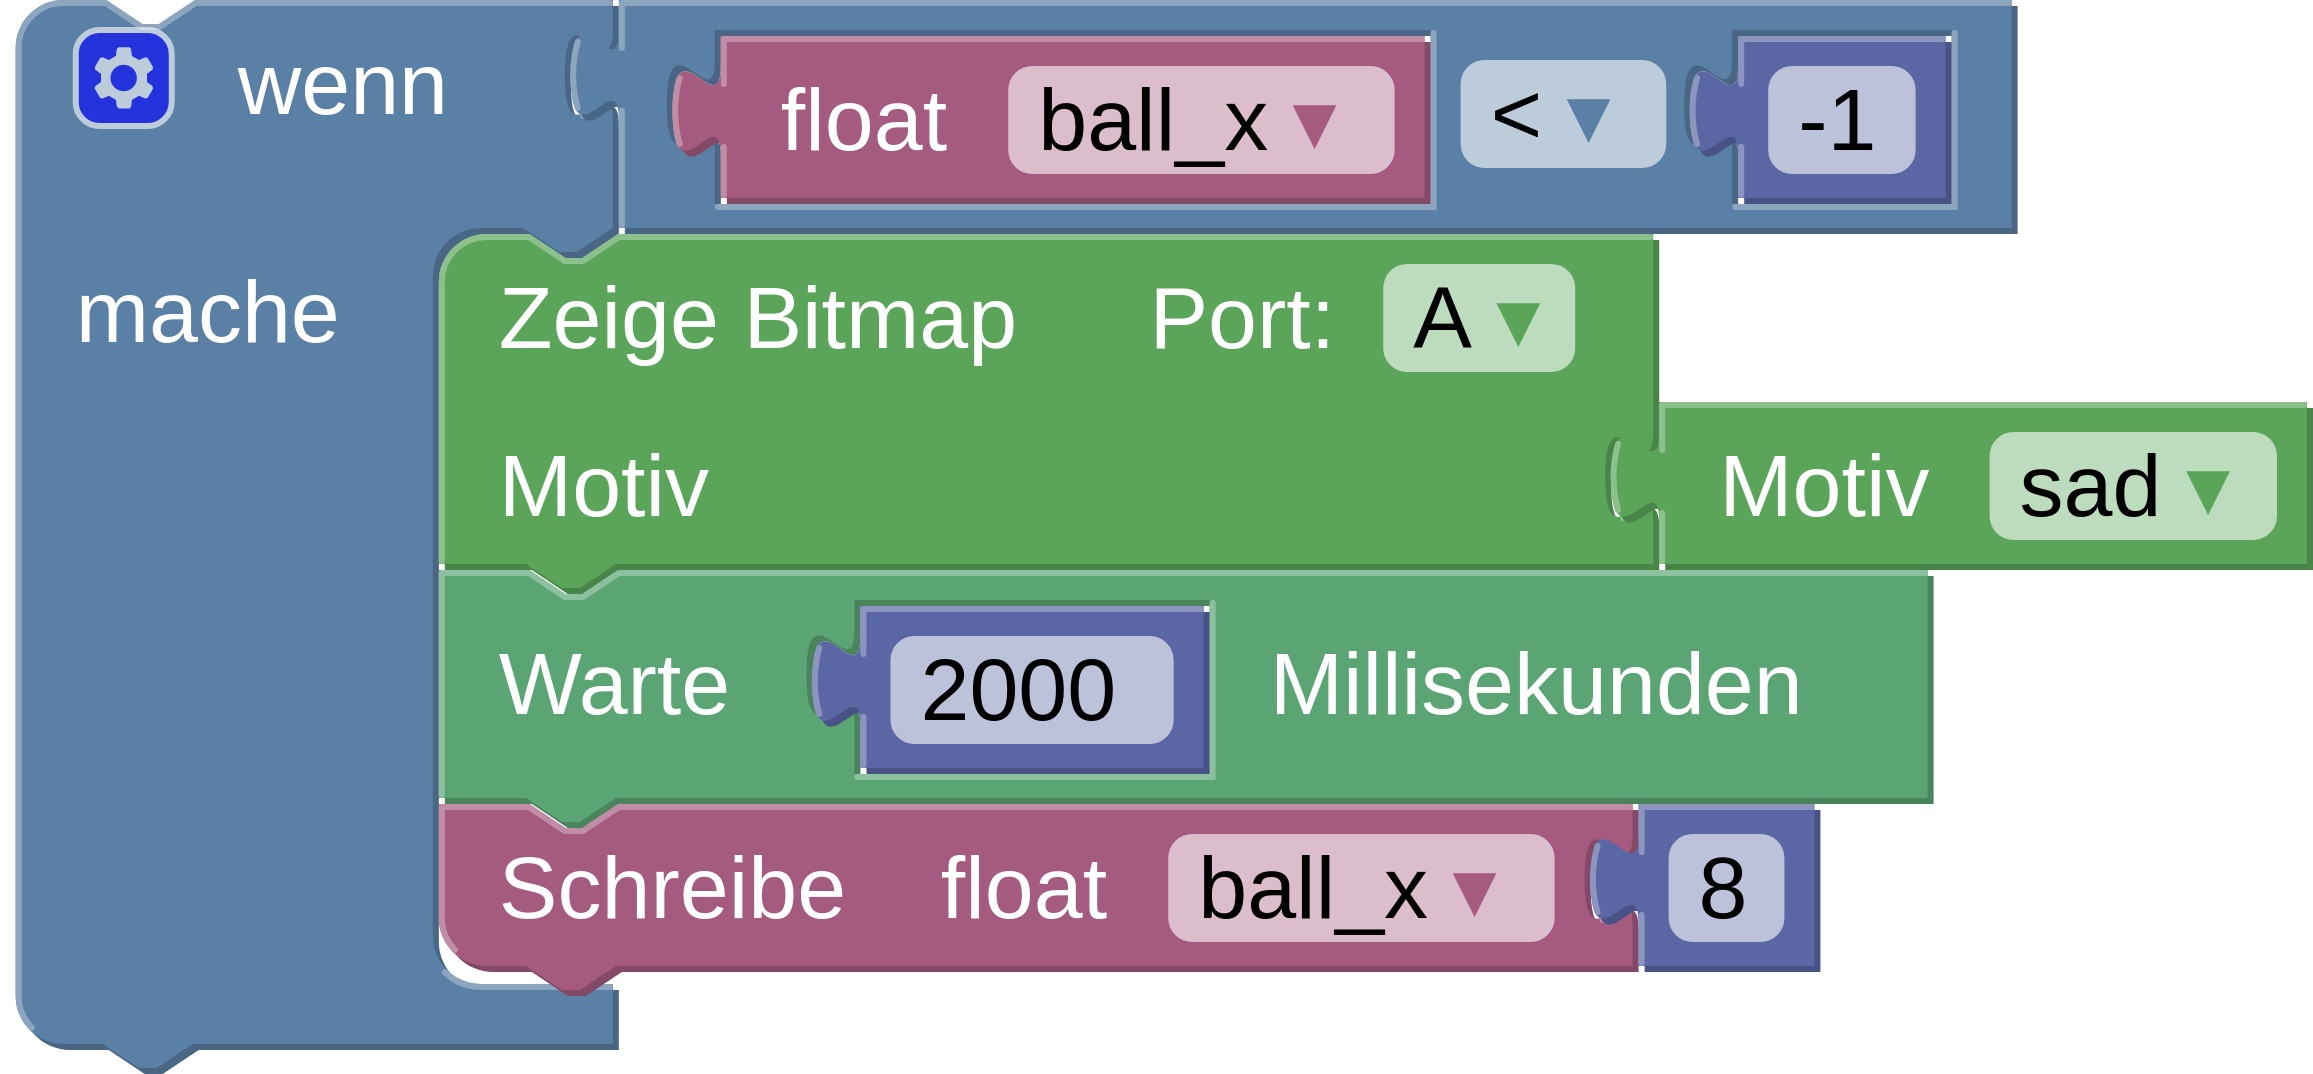 wenn float ball_x < -1
mache Zeige Bitmap Port: A
Motiv Motiv sad
Warte 2000 Millisekunden
Schreibe float ball_x 8